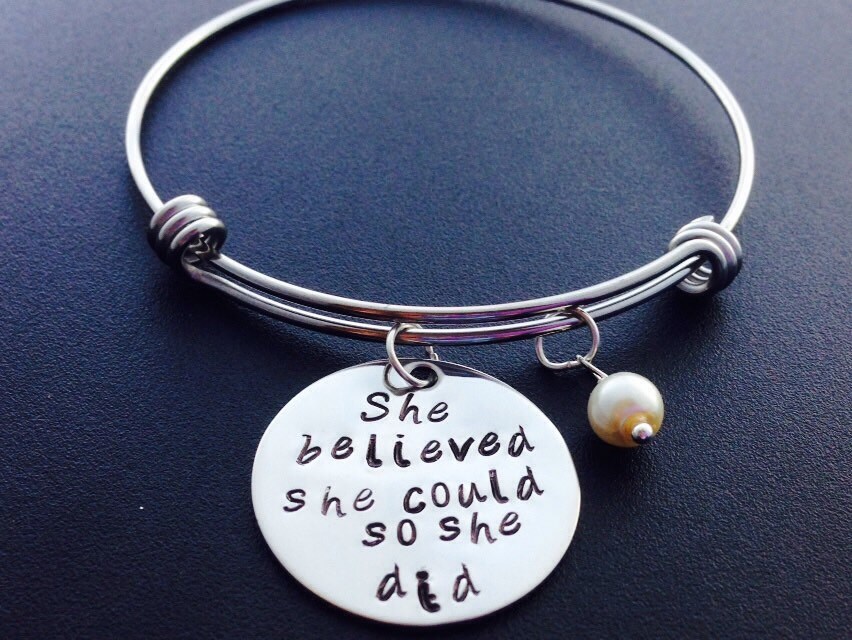 She
believed
she could
so she
did